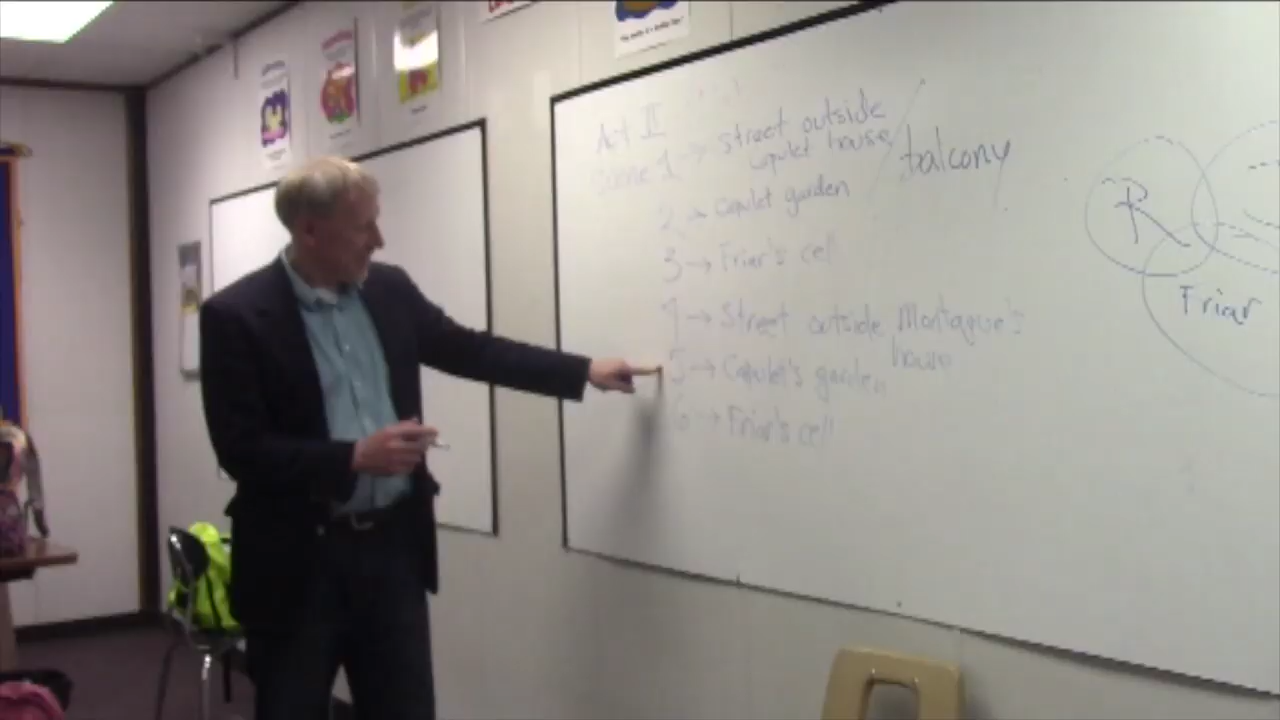 Act II
Scene 1 → Street outside
Capulet house
balcony
2 → Capulet garden
3 → Friar's cell
4 → Street outside Montague's
house
5 → Capulet's garden
6 → Friar's cell
R
Friar